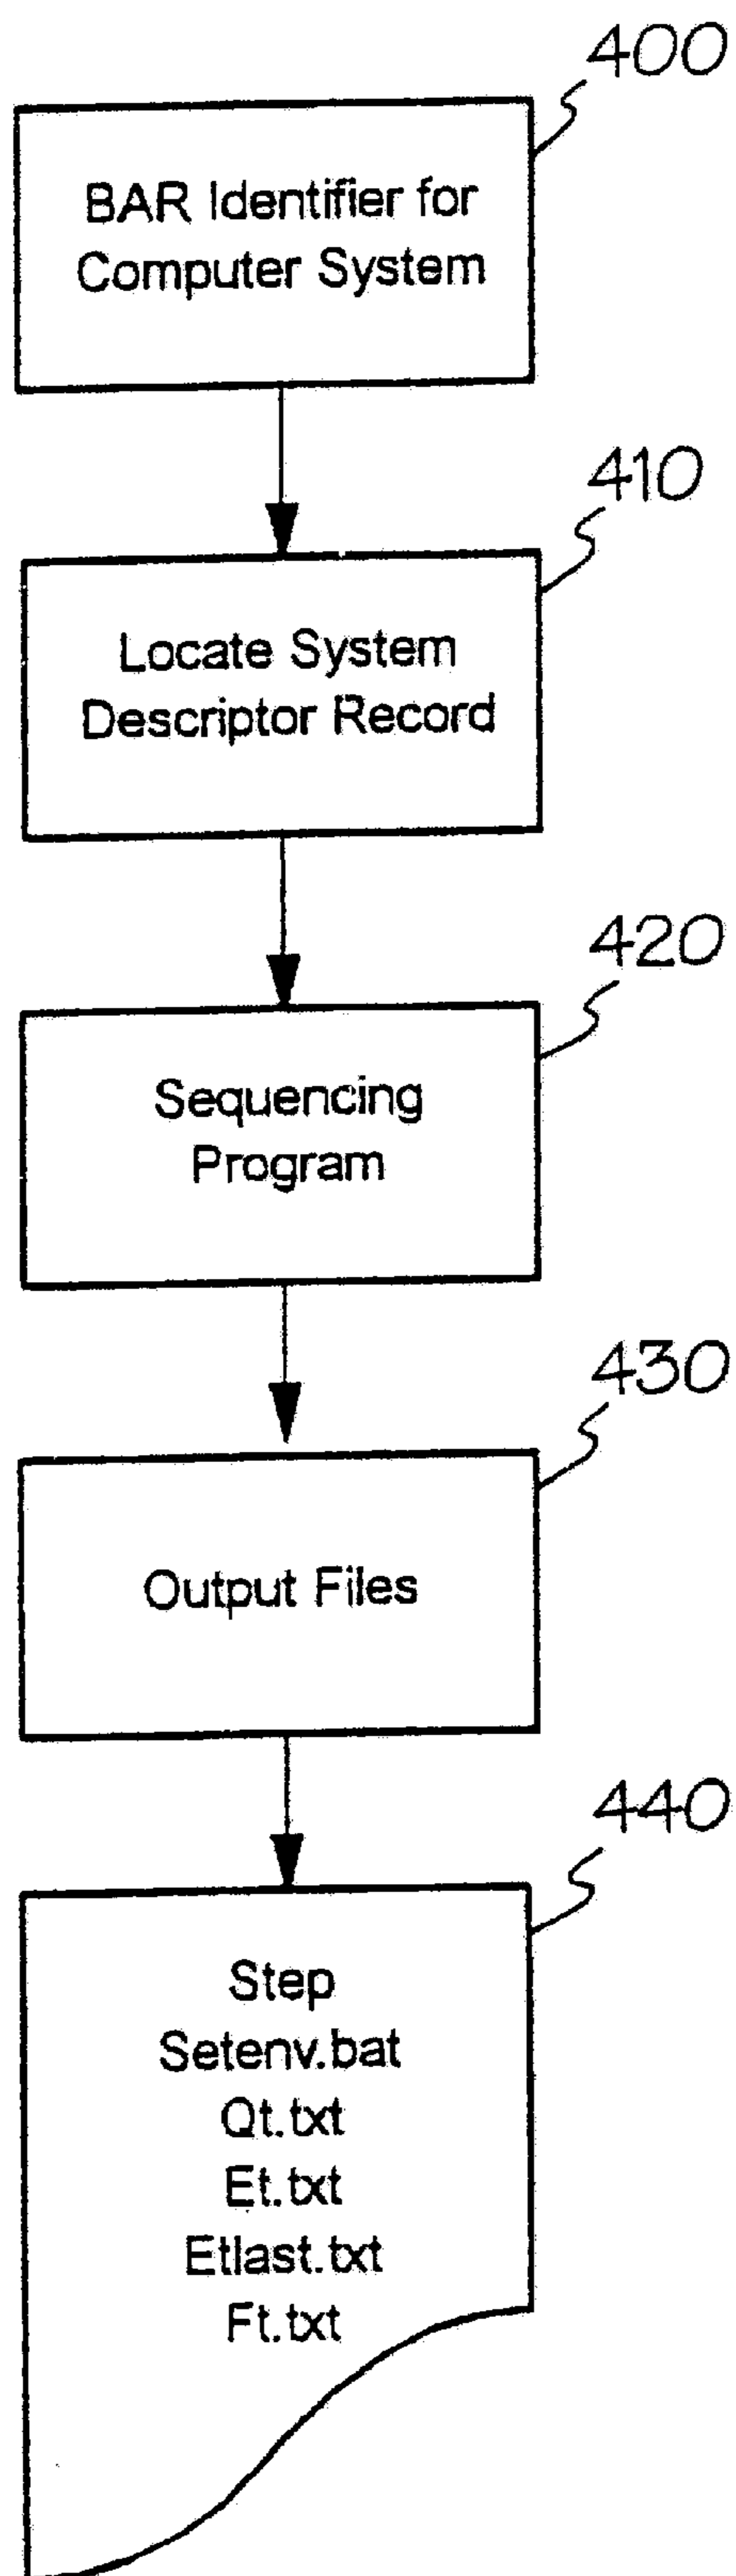 400
BAR Identifier for
Computer System
410
Locate System
Descriptor Record
420
Sequencing
Program
430
Output Files
440
Step
Setenv.bat
Qt.txt
Et.txt
Etlast.txt
Ft.txt